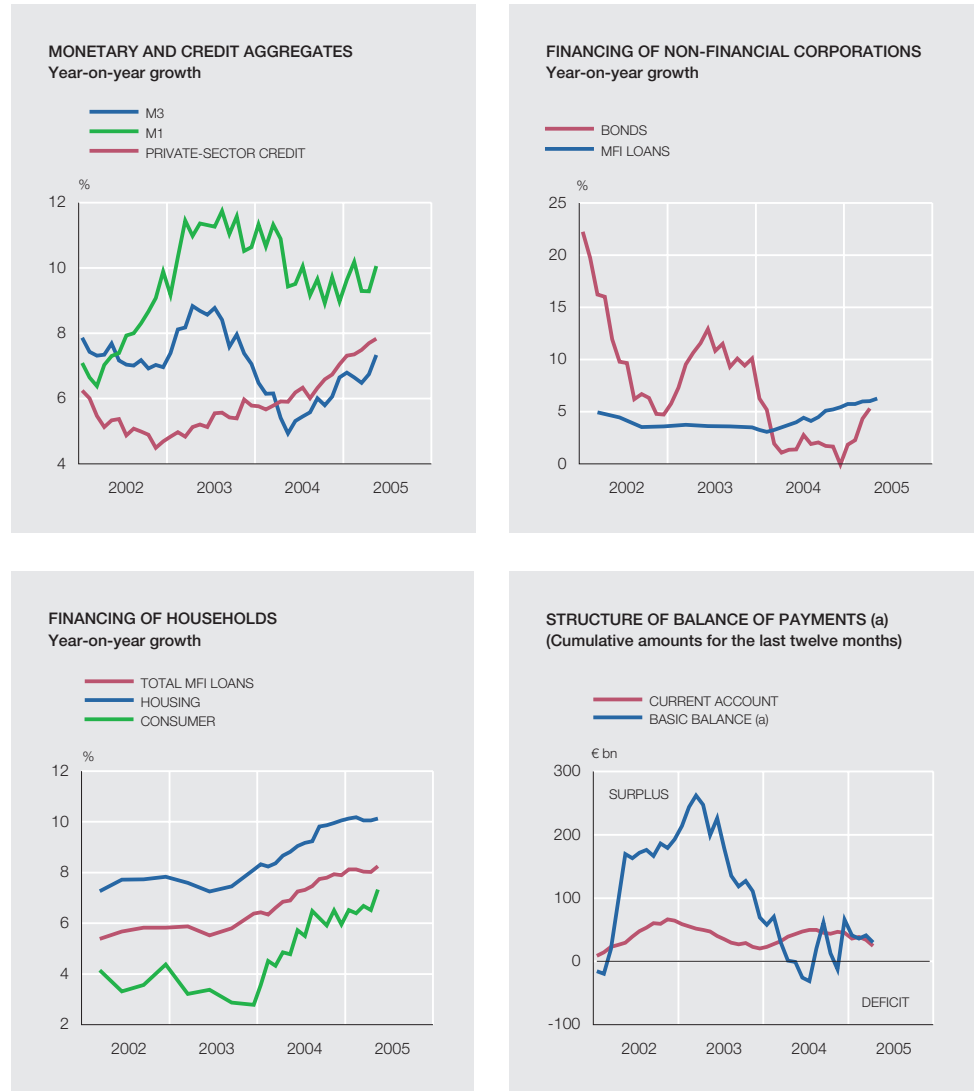 MONETARY AND CREDIT AGGREGATES
Year-on-year growth
M3
M1
PRIVATE-SECTOR CREDIT
%
12
10
8
6
4
2002 2003 2004 2005
FINANCING OF NON-FINANCIAL CORPORATIONS
Year-on-year growth
BONDS
MFI LOANS
%
25
20
15
10
5
0
2002 2003 2004 2005
FINANCING OF HOUSEHOLDS
Year-on-year growth
TOTAL MFI LOANS
HOUSING
CONSUMER
%
12
10
8
6
4
2
2002 2003 2004 2005
STRUCTURE OF BALANCE OF PAYMENTS (a)
(Cumulative amounts for the last twelve months)
CURRENT ACCOUNT
BASIC BALANCE (a)
€ bn
300
SURPLUS
200
100
0
DEFICIT
-100
2002 2003 2004 2005